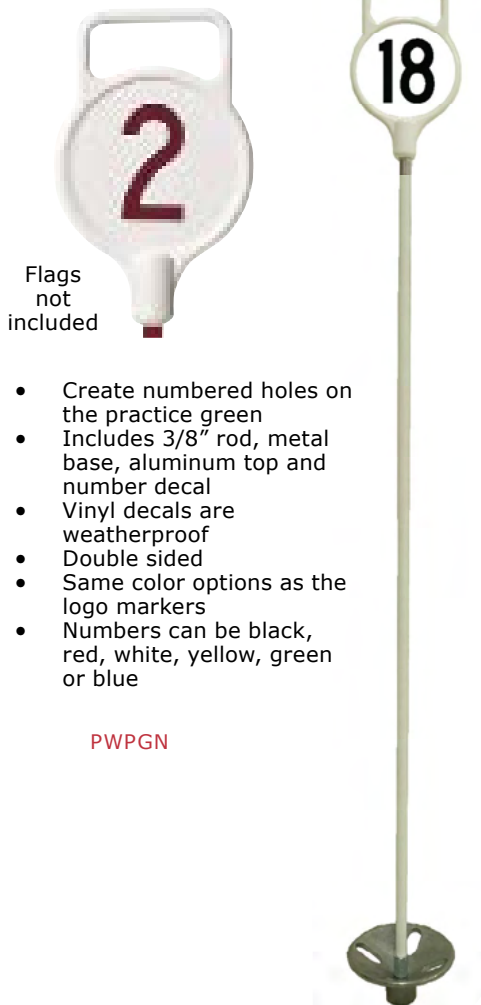 2
18
Flags
not
included
• Create numbered holes on
the practice green
• Includes 3/8” rod, metal
base, aluminum top and
number decal
• Vinyl decals are
weatherproof
• Double sided
• Same color options as the
logo markers
• Numbers can be black,
red, white, yellow, green
or blue
PWPGN